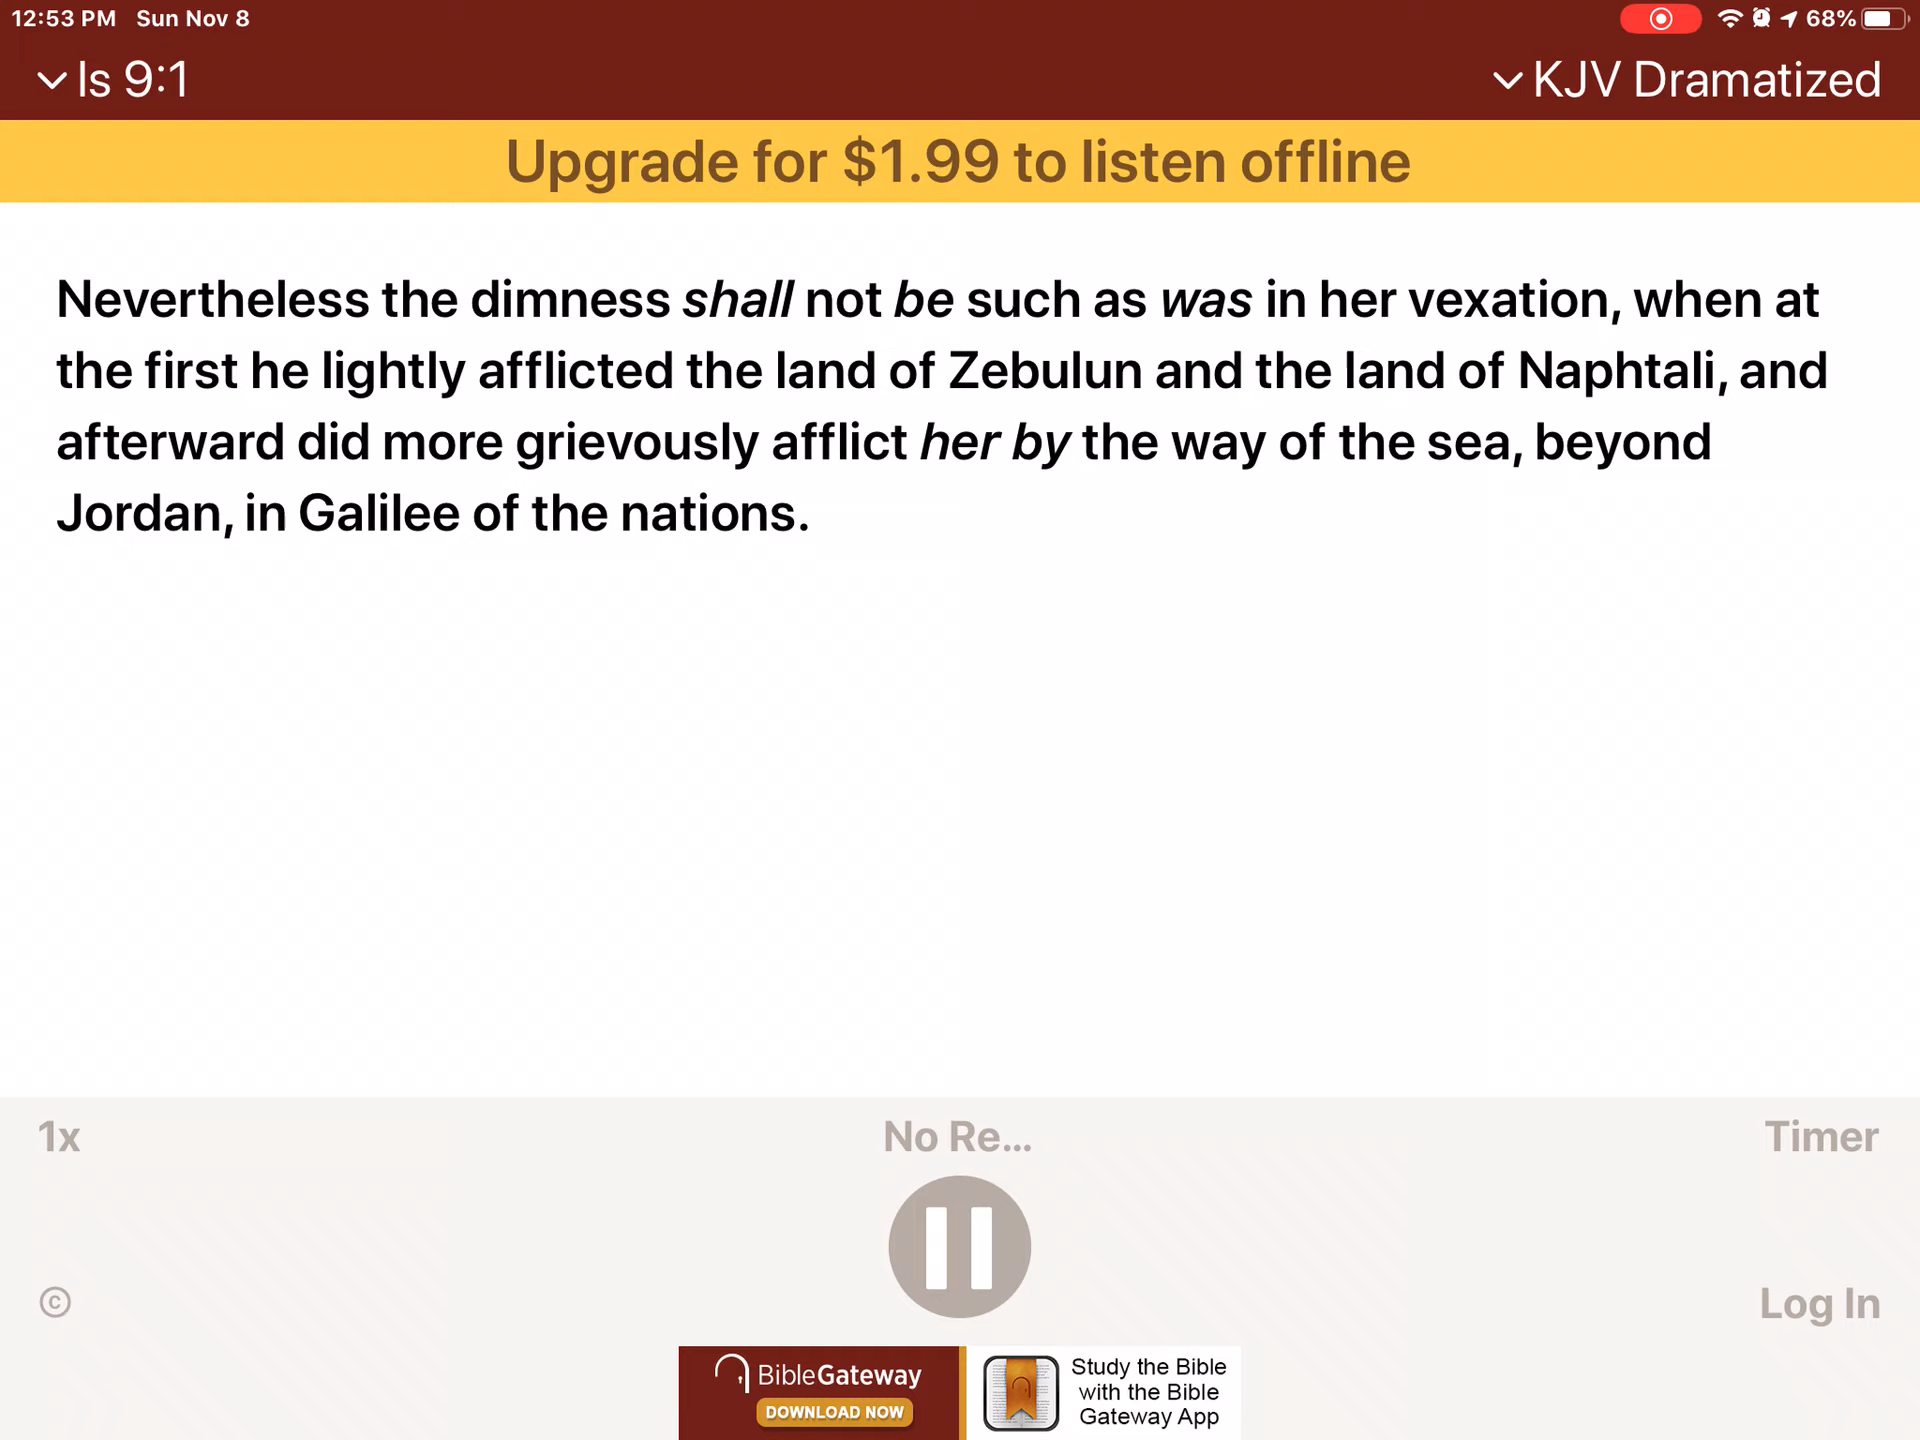 12:53 PM Sun Nov 8 68%
Is 9:1 KJV Dramatized
Upgrade for $1.99 to listen offline
Nevertheless the dimness shall not be such as was in her vexation, when at
the first he lightly afflicted the land of Zebulun and the land of Naphtali, and
afterward did more grievously afflict her by the way of the sea, beyond
Jordan, in Galilee of the nations.
1x No Re... Timer
© Log In
BibleGateway
DOWNLOAD NOW
Study the Bible
with the Bible
Gateway App